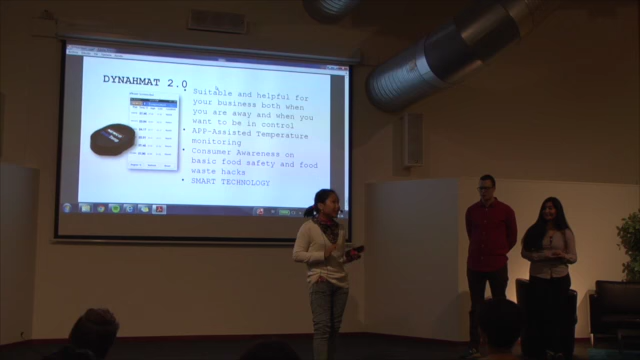 DYNAHMAT 2.0
• Suitable and helpful for
your business both when
you are away and when you
want to be in control
• APP-Assisted Temperature
monitoring
• Consumer Awareness on
basic food safety and food
waste hacks
• SMART TECHNOLOGY